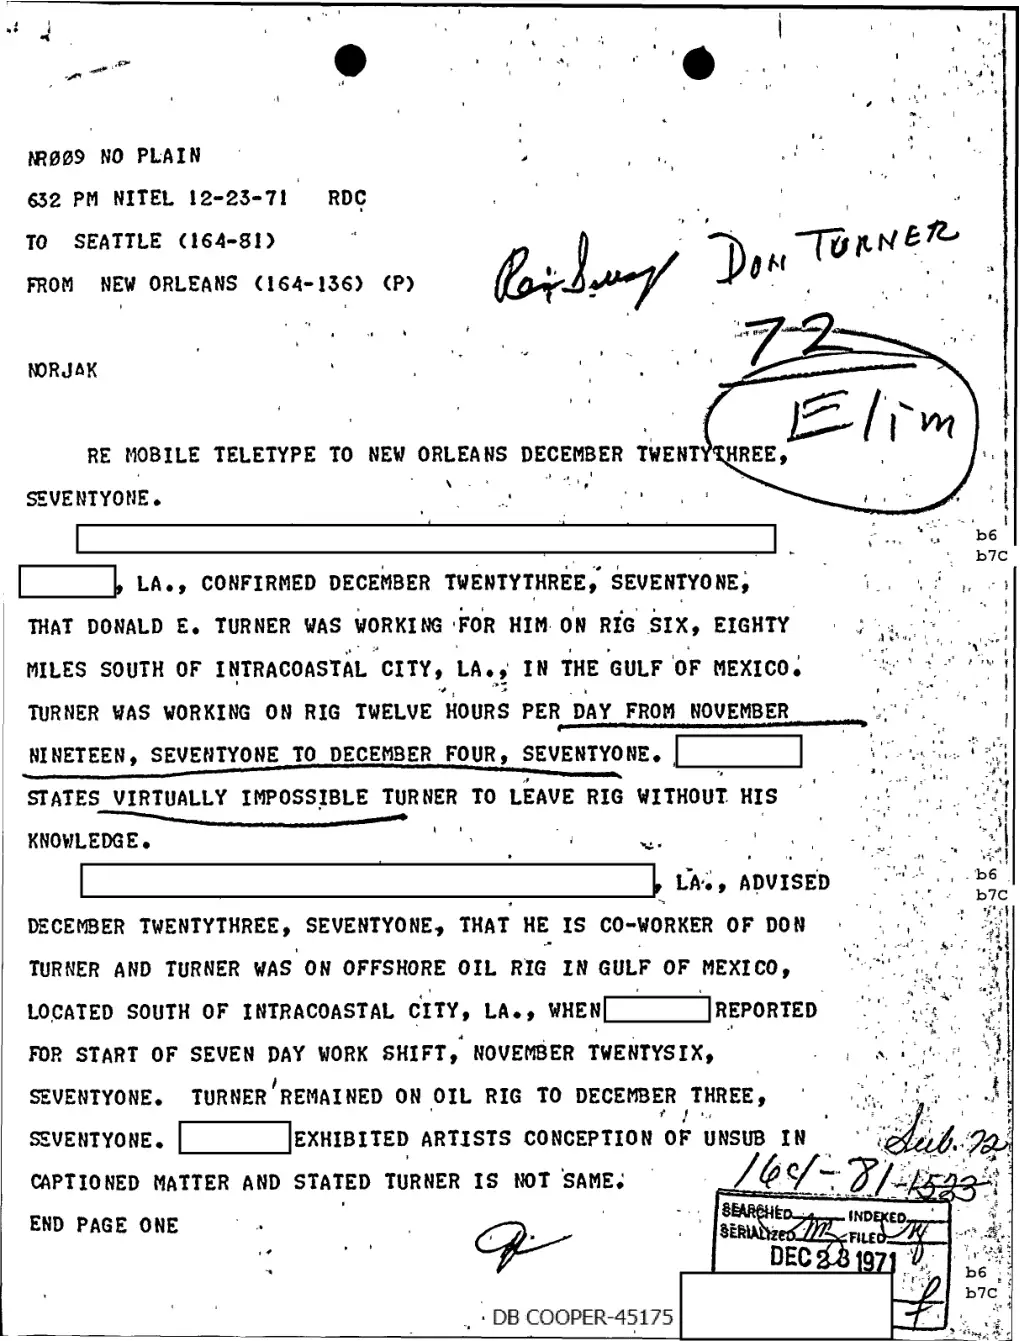 NR009 NO PLAIN
632 PM NITEL 12-23-71 RDC
TO SEATTLE (164-81)
FROM NEW ORLEANS (164-136) (P)
DON TURNER
72
Elim
NORJAK
RE MOBILE TELETYPE TO NEW ORLEANS DECEMBER TWENTYTHREE,
SEVENTYONE.
b6
b7C
, LA., CONFIRMED DECEMBER TWENTYTHREE, SEVENTYONE,
THAT DONALD E. TURNER WAS WORKING FOR HIM ON RIG SIX, EIGHTY
MILES SOUTH OF INTRACOASTAL CITY, LA., IN THE GULF OF MEXICO.
TURNER WAS WORKING ON RIG TWELVE HOURS PER DAY FROM NOVEMBER
NINETEEN, SEVENTYONE TO DECEMBER FOUR, SEVENTYONE.
STATES VIRTUALLY IMPOSSIBLE TURNER TO LEAVE RIG WITHOUT HIS
KNOWLEDGE.
b6
b7C
, LA., ADVISED
DECEMBER TWENTYTHREE, SEVENTYONE, THAT HE IS CO-WORKER OF DON
TURNER AND TURNER WAS ON OFFSHORE OIL RIG IN GULF OF MEXICO,
LOCATED SOUTH OF INTRACOASTAL CITY, LA., WHEN REPORTED
FOR START OF SEVEN DAY WORK SHIFT, NOVEMBER TWENTYSIX,
SEVENTYONE. TURNER REMAINED ON OIL RIG TO DECEMBER THREE,
SEVENTYONE. EXHIBITED ARTISTS CONCEPTION OF UNSUB IN
CAPTIONED MATTER AND STATED TURNER IS NOT SAME.
END PAGE ONE
Sub. 72
164-81-1523
SEARCHED INDEXED
SERIALIZED FILED
DEC 23 1971
b6
b7C
DB COOPER-45175